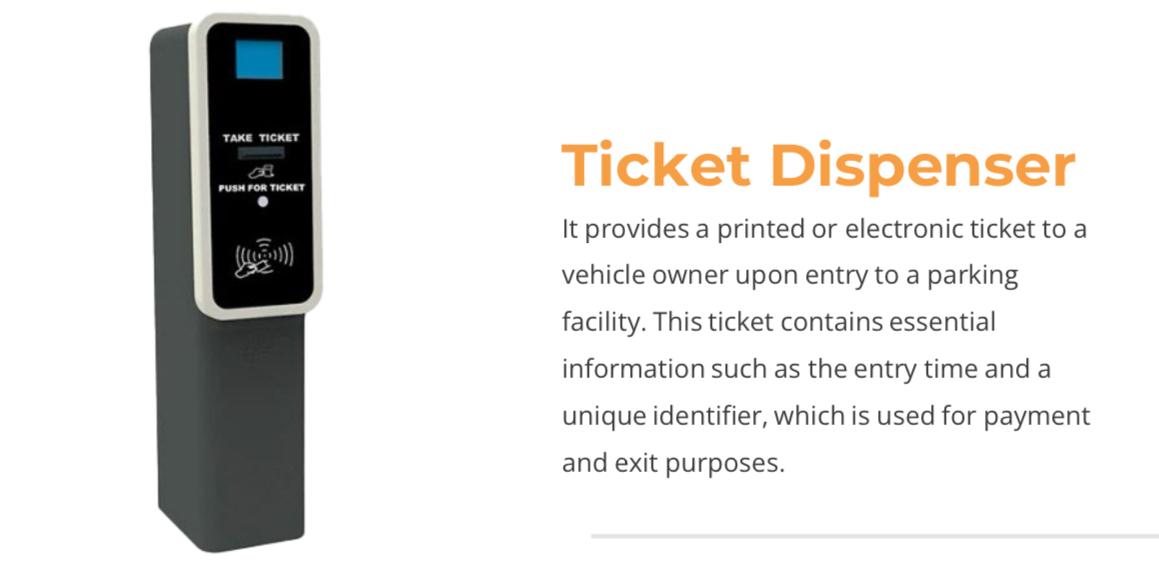 TAKE TICKET
PUSH FOR TICKET
Ticket Dispenser
It provides a printed or electronic ticket to a
vehicle owner upon entry to a parking
facility. This ticket contains essential
information such as the entry time and a
unique identifier, which is used for payment
and exit purposes.